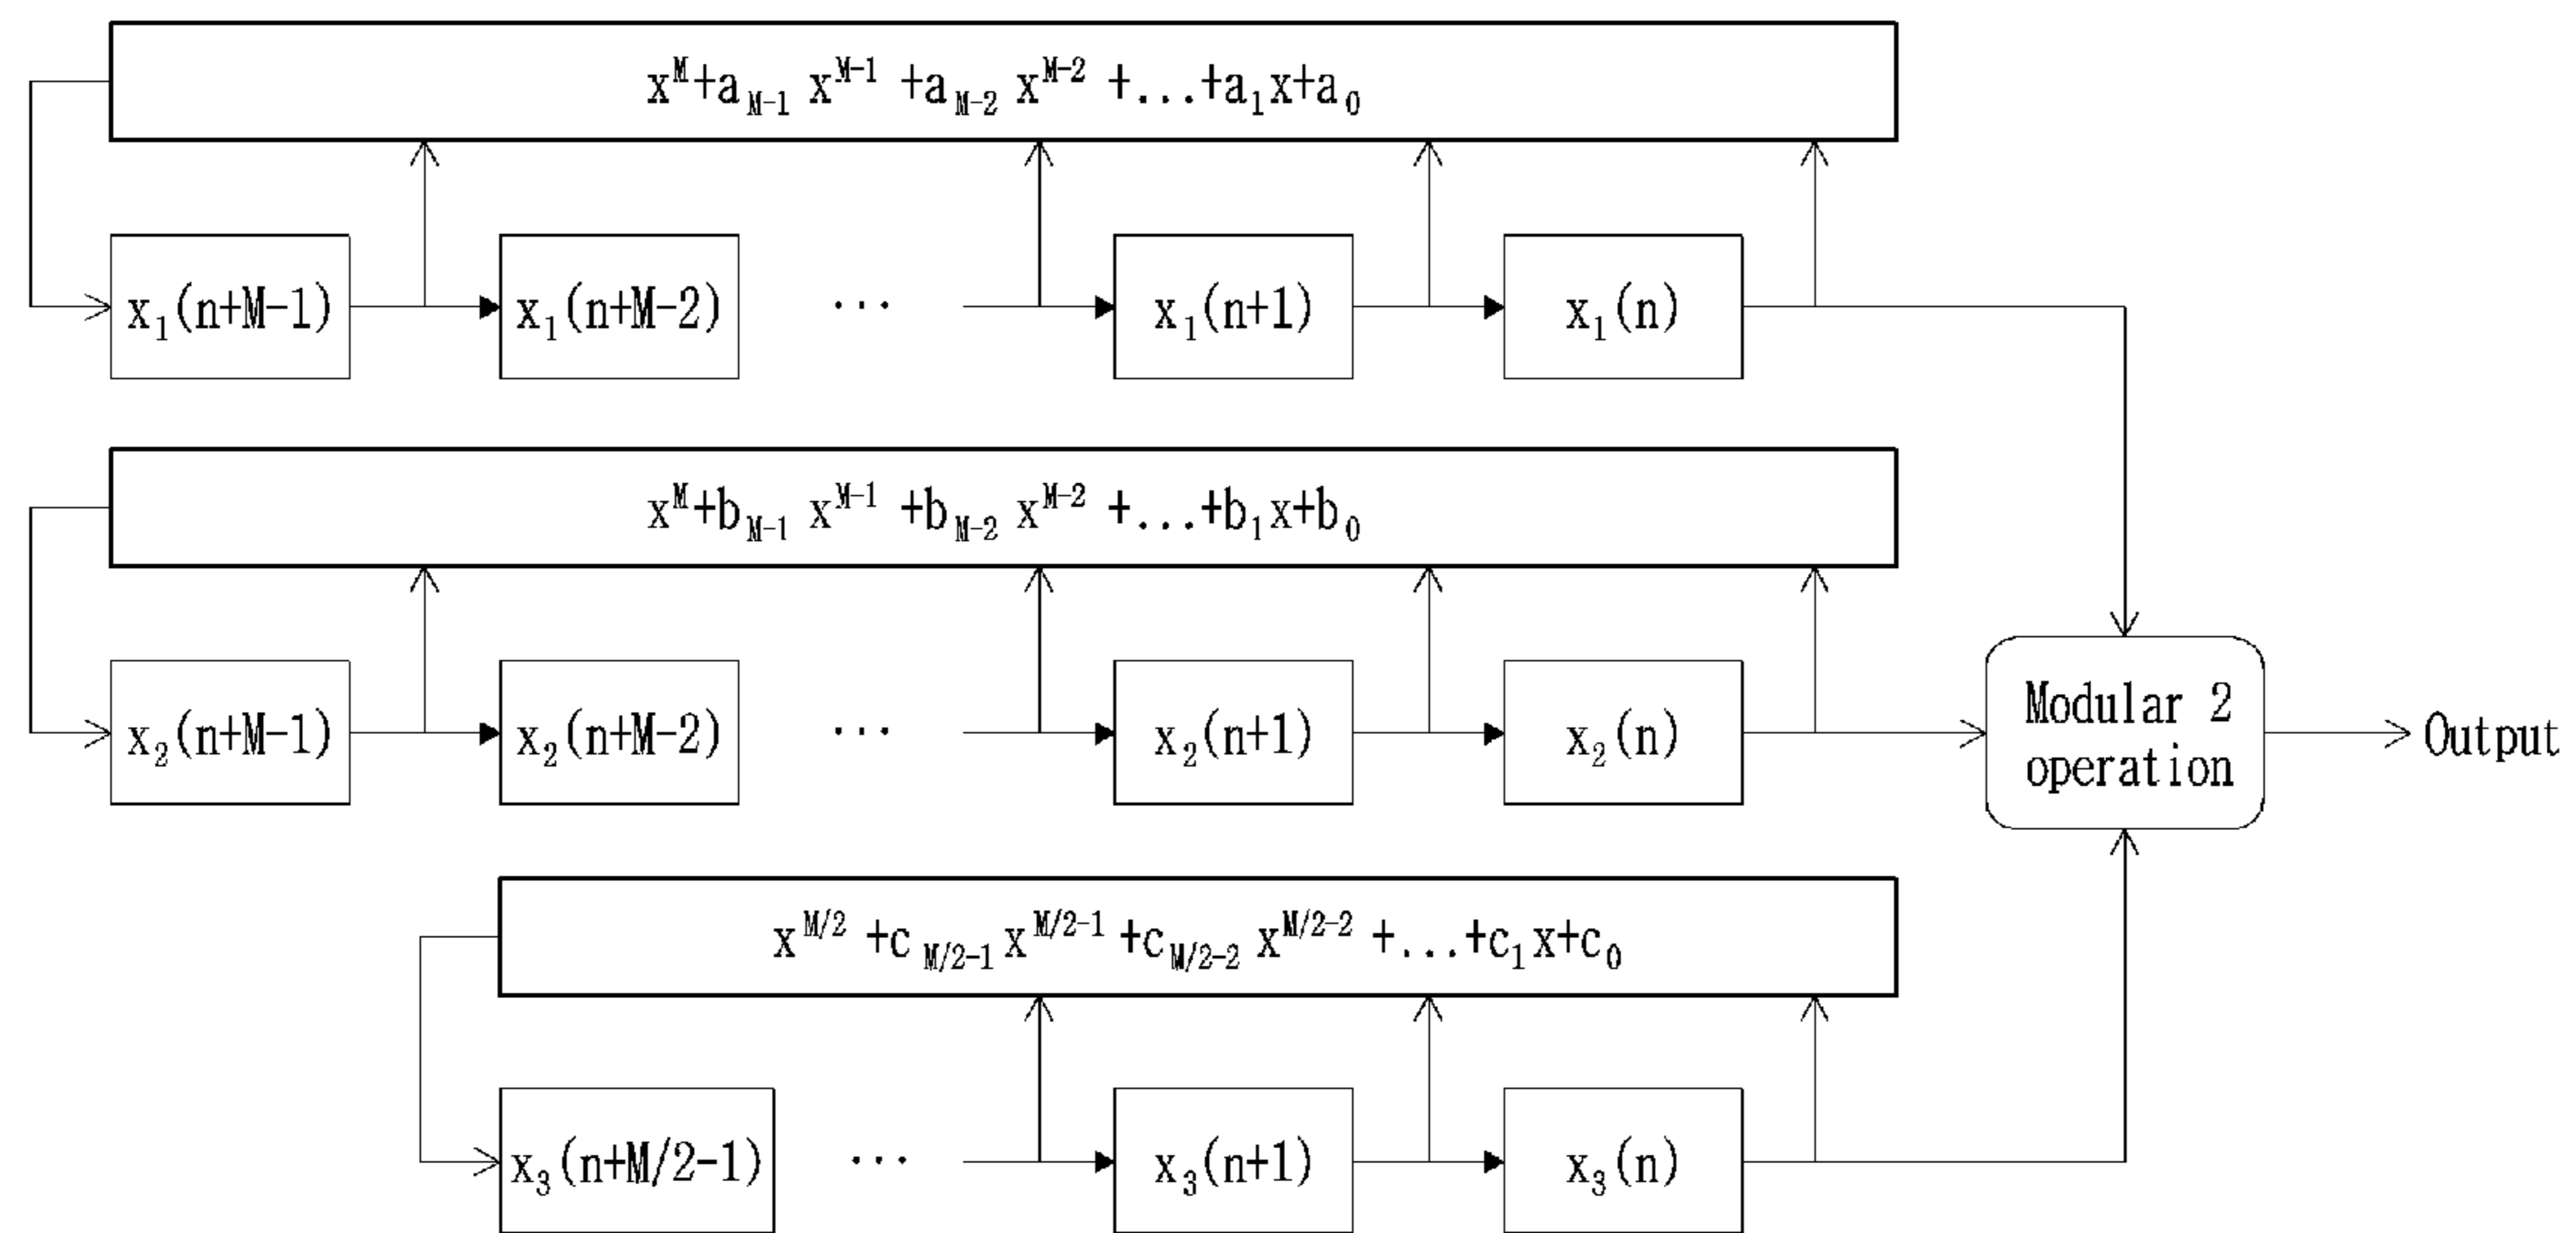 x^M+a_{M-1} x^{M-1} +a_{M-2} x^{M-2} +...+a_1x+a_0
x_1(n+M-1) x_1(n+M-2) ... x_1(n+1) x_1(n)
x^M+b_{M-1} x^{M-1} +b_{M-2} x^{M-2} +...+b_1x+b_0
x_2(n+M-1) x_2(n+M-2) ... x_2(n+1) x_2(n)
Modular 2
operation
Output
x^{M/2} +c_{M/2-1} x^{M/2-1} +c_{M/2-2} x^{M/2-2} +...+c_1x+c_0
x_3(n+M/2-1) ... x_3(n+1) x_3(n)